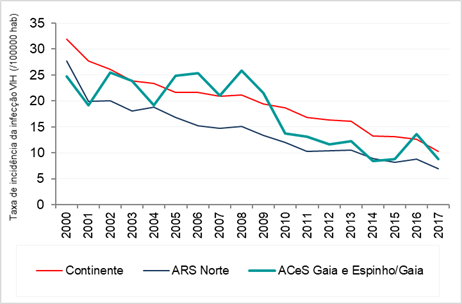 Taxa de incidência da infecção VIH (/100000 hab)
35
30
25
20
15
10
5
0
2000 2001 2002 2003 2004 2005 2006 2007 2008 2009 2010 2011 2012 2013 2014 2015 2016 2017
Continente ARS Norte ACeS Gaia e Espinho/Gaia